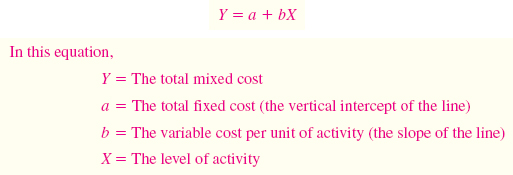 Y = a + bX
In this equation,
Y = The total mixed cost
a = The total fixed cost (the vertical intercept of the line)
b = The variable cost per unit of activity (the slope of the line)
X = The level of activity